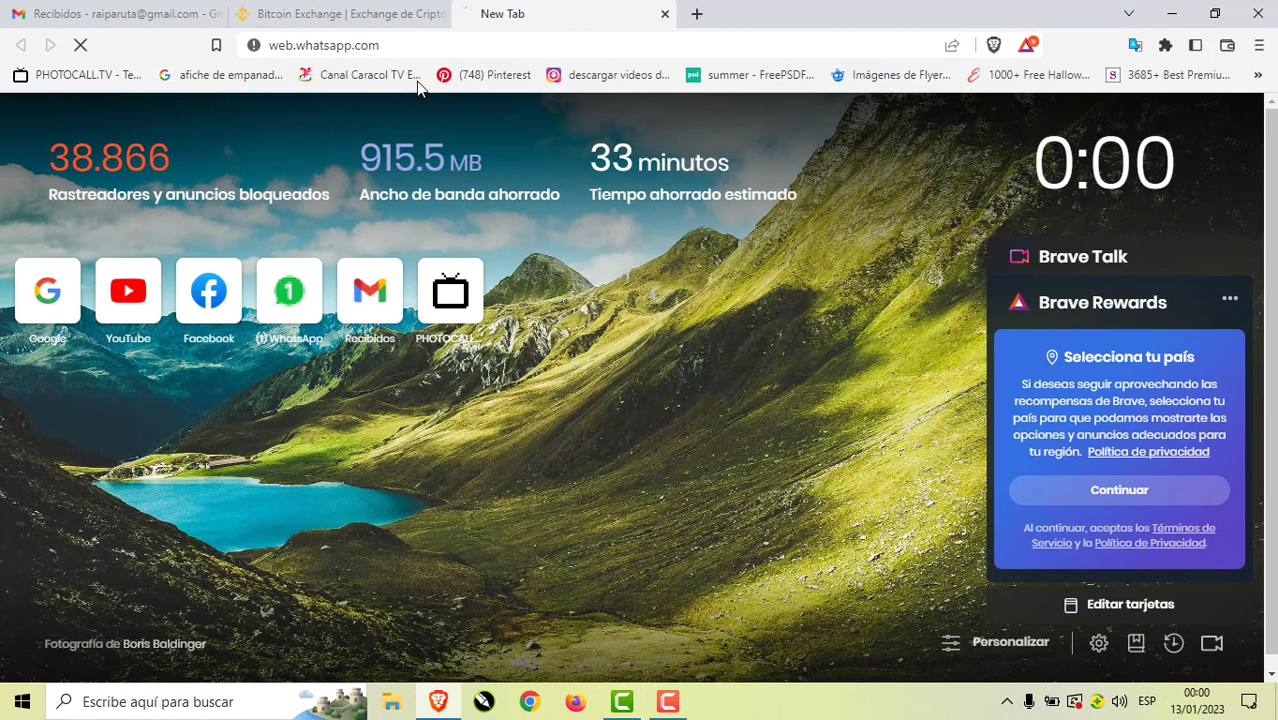 Recibidos - raiparuta@gmail.com - Gm
Bitcoin Exchange | Exchange de Cripto
New Tab
web.whatsapp.com
9
PHOTOCALL.TV - Te...
afiche de empanad...
Canal Caracol TV E...
(748) Pinterest
descargar videos d...
psd
summer - FreePSDF...
Imágenes de Flyer...
1000+ Free Hallow...
S
3685+ Best Premiu...
38.866
Rastreadores y anuncios bloqueados
915.5 MB
Ancho de banda ahorrado
33 minutos
Tiempo ahorrado estimado
0:00
Brave Talk
Brave Rewards
Selecciona tu país
Si deseas seguir aprovechando las
recompensas de Brave, selecciona tu
país para que podamos mostrarte las
opciones y anuncios adecuados para
tu región. Política de privacidad
Continuar
Al continuar, aceptas los Términos de
Servicio y la Política de Privacidad.
1
Google
YouTube
Facebook
(1) WhatsApp
Recibidos
PHOTOCALL...
Editar tarjetas
Fotografía de Boris Baldinger
Personalizar
Escribe aquí para buscar
ESP
00:00
13/01/2023